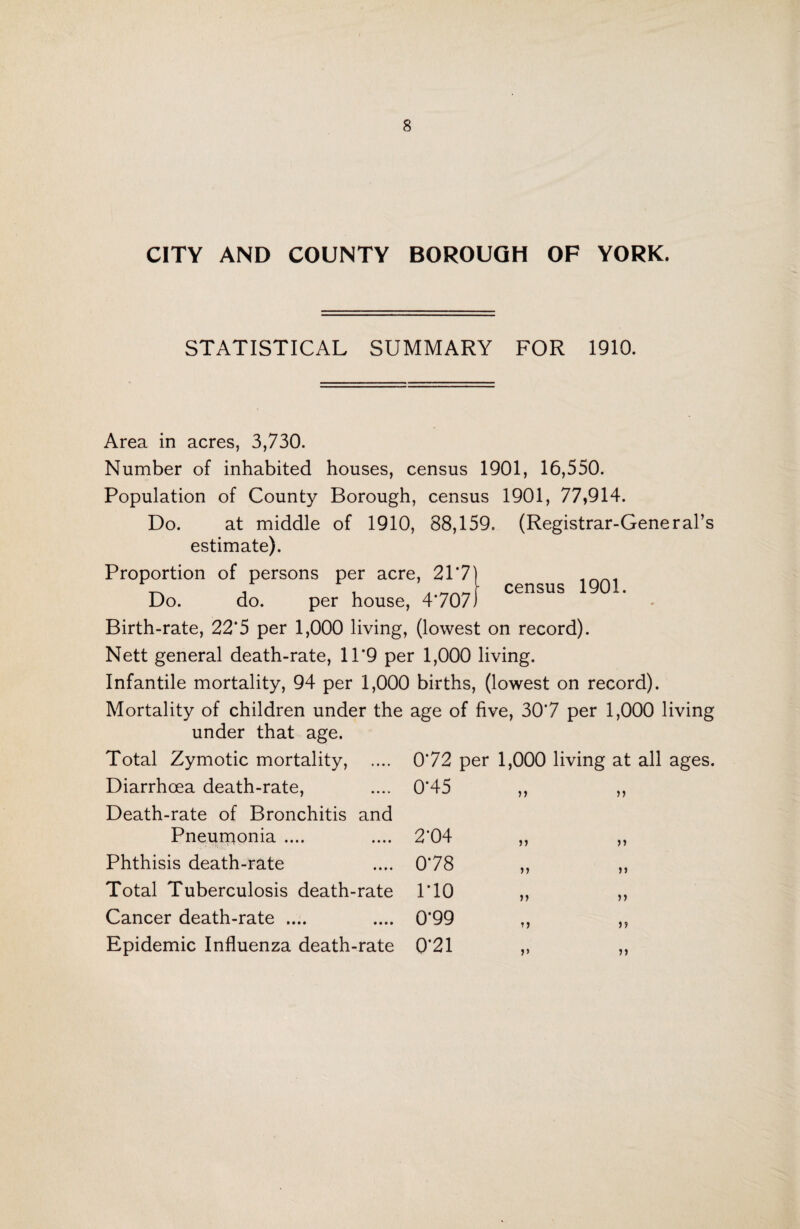 8
CITY AND COUNTY BOROUGH OF YORK.
STATISTICAL SUMMARY FOR 1910.
Area in acres, 3,730.
Number of inhabited houses, census 1901, 16,550.
Population of County Borough, census 1901, 77,914.
Do. at middle of 1910, 88,159. (Registrar-General's
estimate).
Proportion of persons per acre, 21·7}
census 1901.
Do. do. per house, 4·707}
Birth-rate, 22·5 per 1,000 living, (lowest on record).
Nett general death-rate, 11·9 per 1,000 living.
Infantile mortality, 94 per 1,000 births, (lowest on record).
Mortality of children under the age of five, 30·7 per 1,000 living
under that age.
Total Zymotic mortality, .... 0·72 per 1,000 living at all ages.
Diarrhœa death-rate, .... 0·45 ,, ,,
Death-rate of Bronchitis and
Pneumonia .... .... 2·04 ,, ,,
Phthisis death-rate .... 0·78 ,, ,,
Total Tuberculosis death-rate 1·10 ,, ,,
Cancer death-rate .... .... 0·99 ,, ,,
Epidemic Influenza death-rate 0·21 ,, ,,